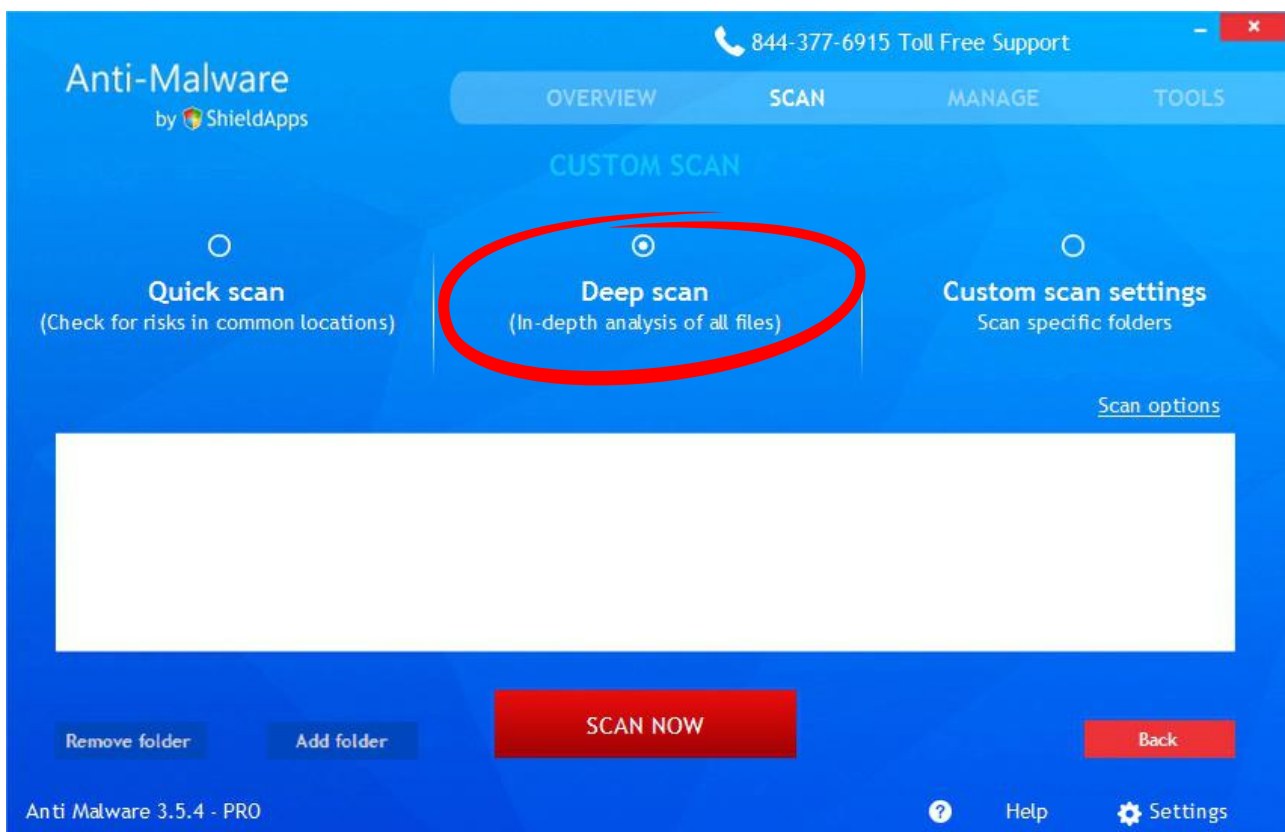 844-377-6915 Toll Free Support
Anti-Malware
by ShieldApps
OVERVIEW SCAN MANAGE TOOLS
CUSTOM SCAN
Quick scan
(Check for risks in common locations)
Deep scan
(In-depth analysis of all files)
Custom scan settings
Scan specific folders
Scan options
Remove folder
Add folder
SCAN NOW
Back
Anti Malware 3.5.4 - PRO
? Help
Settings